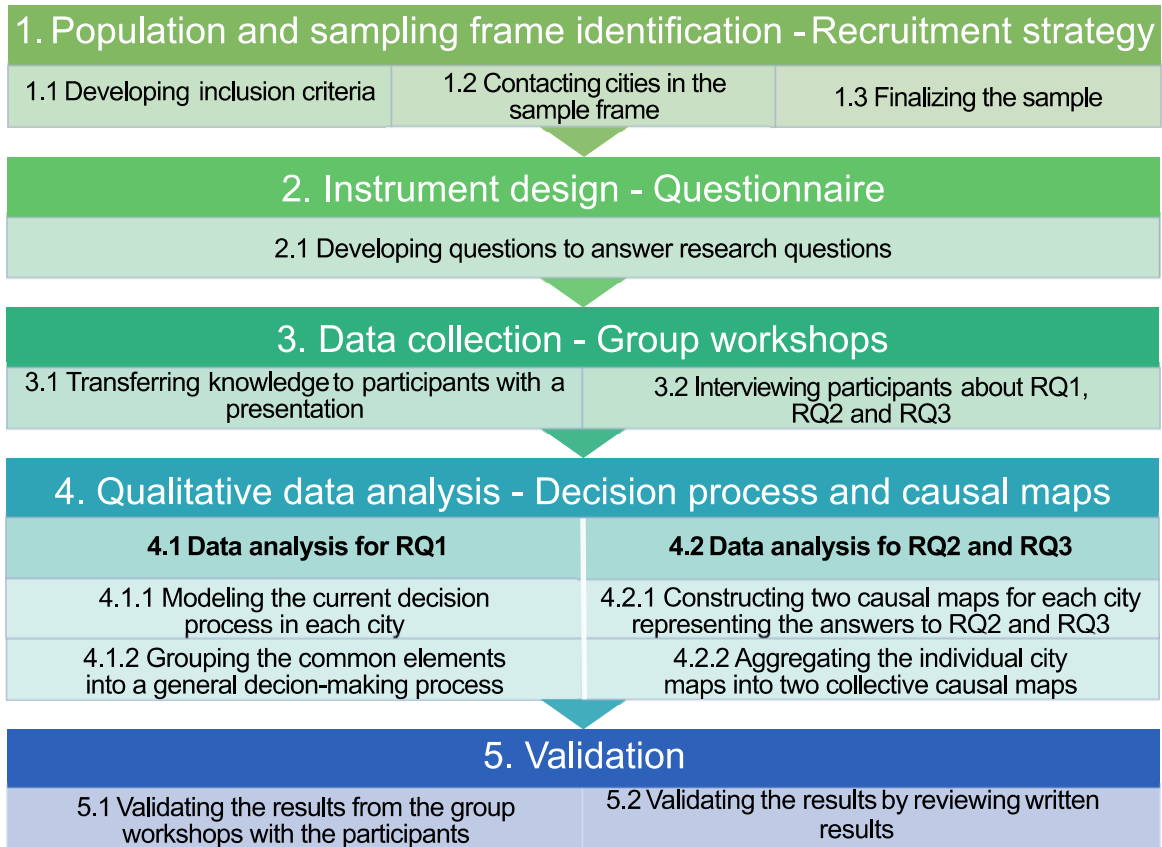 1. Population and sampling frame identification - Recruitment strategy
1.1 Developing inclusion criteria
1.2 Contacting cities in the
sample frame
1.3 Finalizing the sample
2. Instrument design - Questionnaire
2.1 Developing questions to answer research questions
3. Data collection - Group workshops
3.1 Transferring knowledge to participants with a
presentation
3.2 Interviewing participants about RQ1,
RQ2 and RQ3
4. Qualitative data analysis - Decision process and causal maps
4.1 Data analysis for RQ1
4.2 Data analysis fo RQ2 and RQ3
4.1.1 Modeling the current decision
process in each city
4.2.1 Constructing two causal maps for each city
representing the answers to RQ2 and RQ3
4.1.2 Grouping the common elements
into a general decion-making process
4.2.2 Aggregating the individual city
maps into two collective causal maps
5. Validation
5.1 Validating the results from the group
workshops with the participants
5.2 Validating the results by reviewing written
results